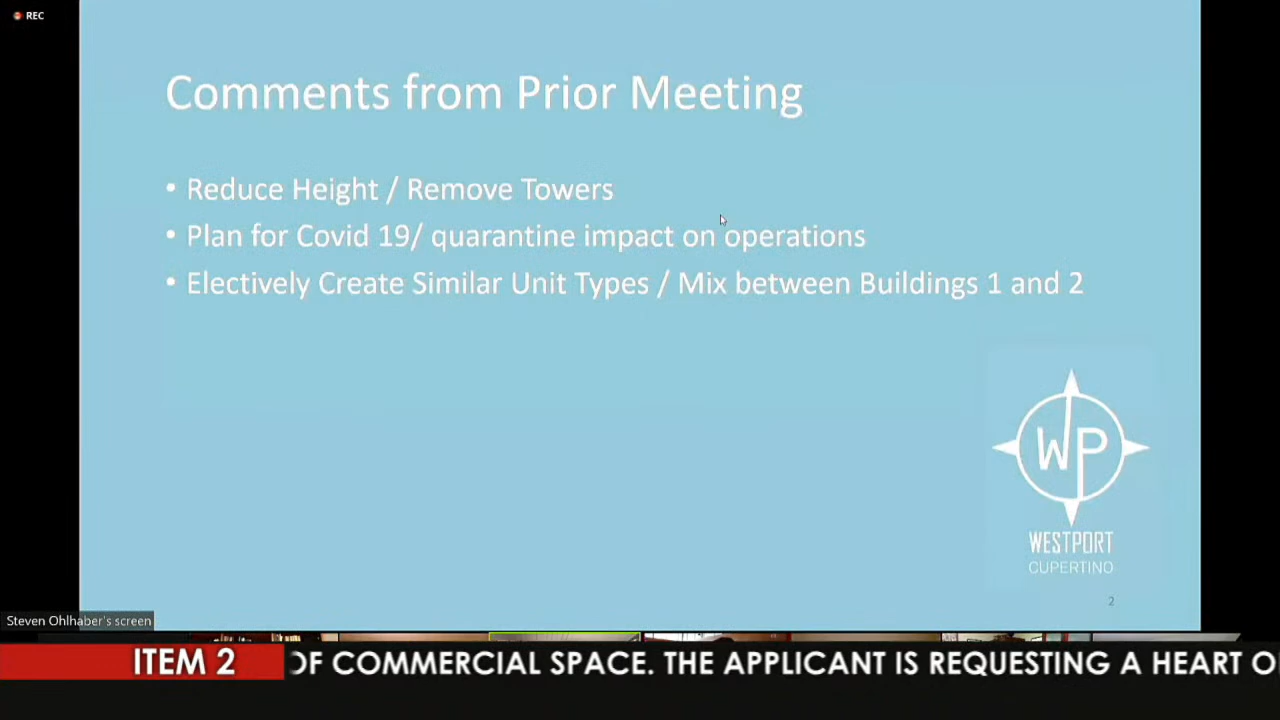 REC
Comments from Prior Meeting
• Reduce Height / Remove Towers
• Plan for Covid 19/ quarantine impact on operations
• Electively Create Similar Unit Types / Mix between Buildings 1 and 2
WP
WESTPORT
CUPERTINO
2
Steven Ohlhaber's screen
ITEM 2 OF COMMERCIAL SPACE. THE APPLICANT IS REQUESTING A HEART O